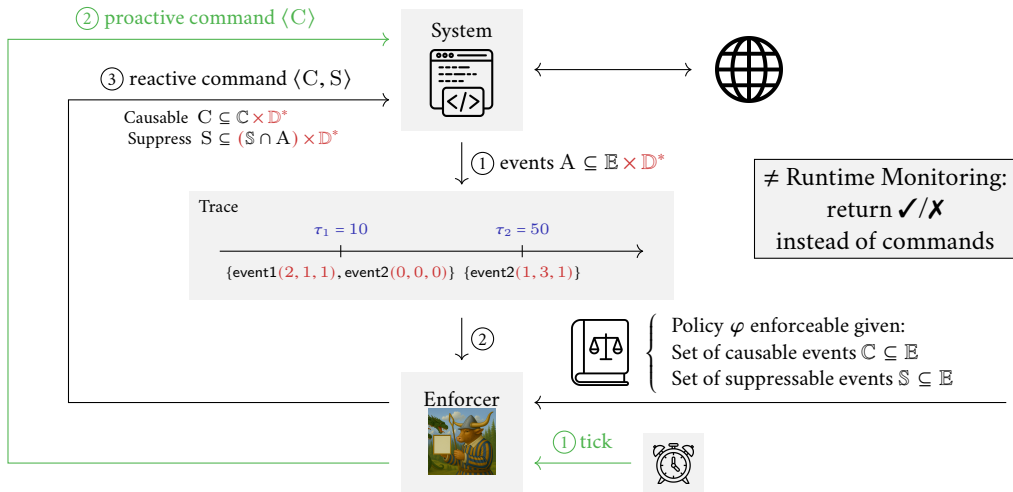 ② proactive command ⟨C⟩
System
③ reactive command ⟨C, S⟩
Causable C ⊆ ℂ × 𝔻*
Suppress S ⊆ (𝕊 ∩ A) × 𝔻*
</>
① events A ⊆ 𝔼 × 𝔻*
≠ Runtime Monitoring:
return ✓/✗
instead of commands
Trace
τ₁ = 10
τ₂ = 50
{event1(2, 1, 1), event2(0, 0, 0)}
{event2(1, 3, 1)}
②
Policy φ enforceable given:
Set of causable events ℂ ⊆ 𝔼
Set of suppressable events 𝕊 ⊆ 𝔼
Enforcer
① tick